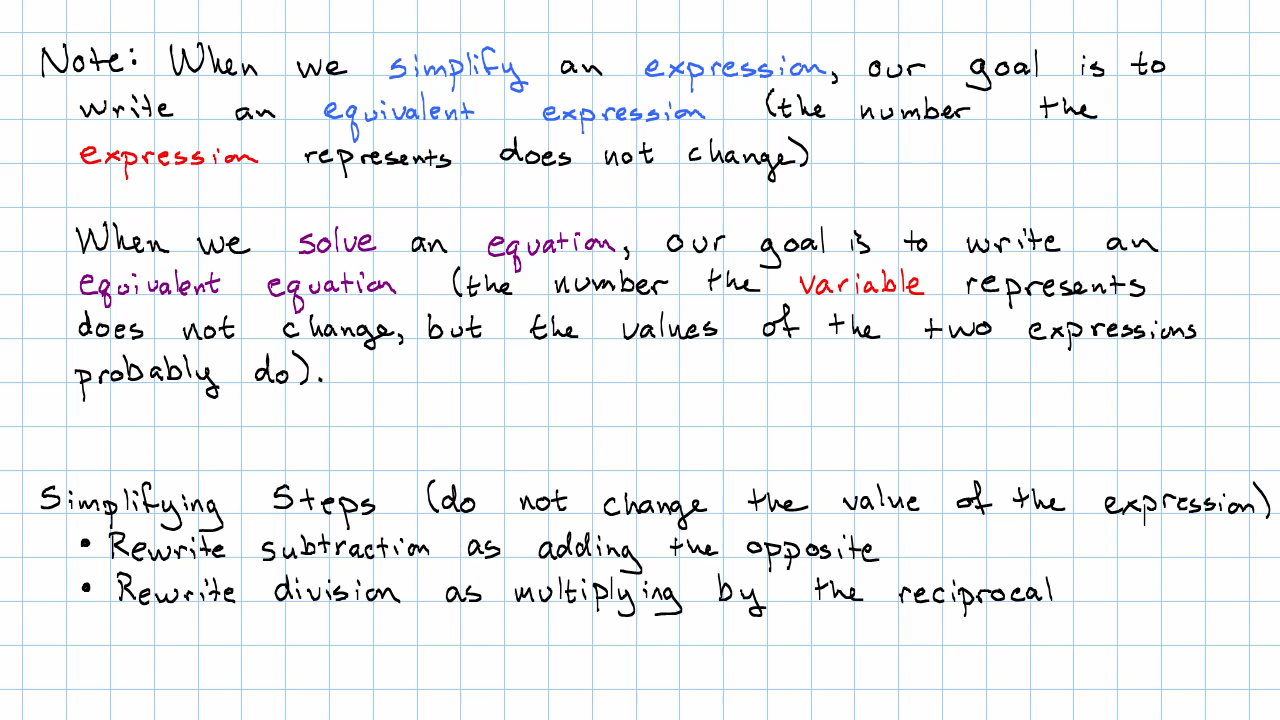 Note: When we simplify an expression, our goal is to
write an equivalent expression (the number the
expression represents does not change)
When we solve an equation, our goal is to write an
equivalent equation (the number the variable represents
does not change, but the values of the two expressions
probably do).
Simplifying Steps (do not change the value of the expression)
• Rewrite subtraction as adding the opposite
• Rewrite division as multiplying by the reciprocal